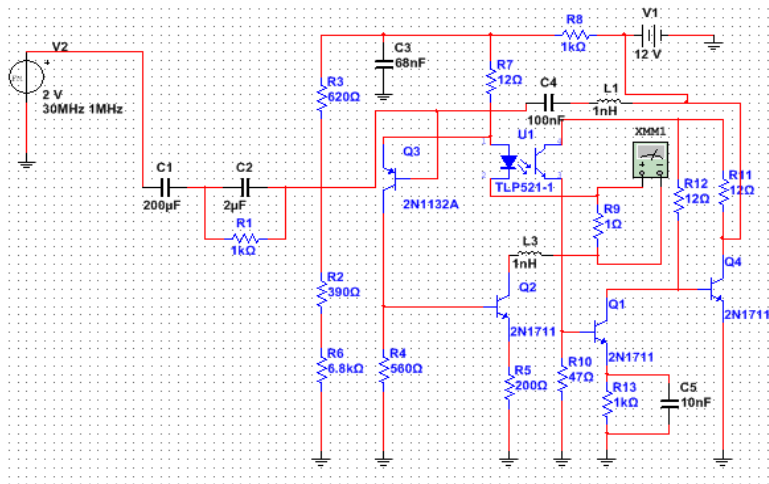 V2
2 V
30MHz 1MHz
C1
200µF
C2
2µF
R1
1kΩ
R3
620Ω
C3
68nF
R7
12Ω
R8
1kΩ
V1
12 V
C4
100nF
L1
1nH
U1
TLP521-1
XMM1
Q3
2N1132A
R9
1Ω
R12
12Ω
R11
12Ω
L3
1nH
Q2
2N1711
Q1
2N1711
Q4
2N1711
R2
390Ω
R6
6.8kΩ
R4
560Ω
R5
200Ω
R10
47Ω
R13
1kΩ
C5
10nF